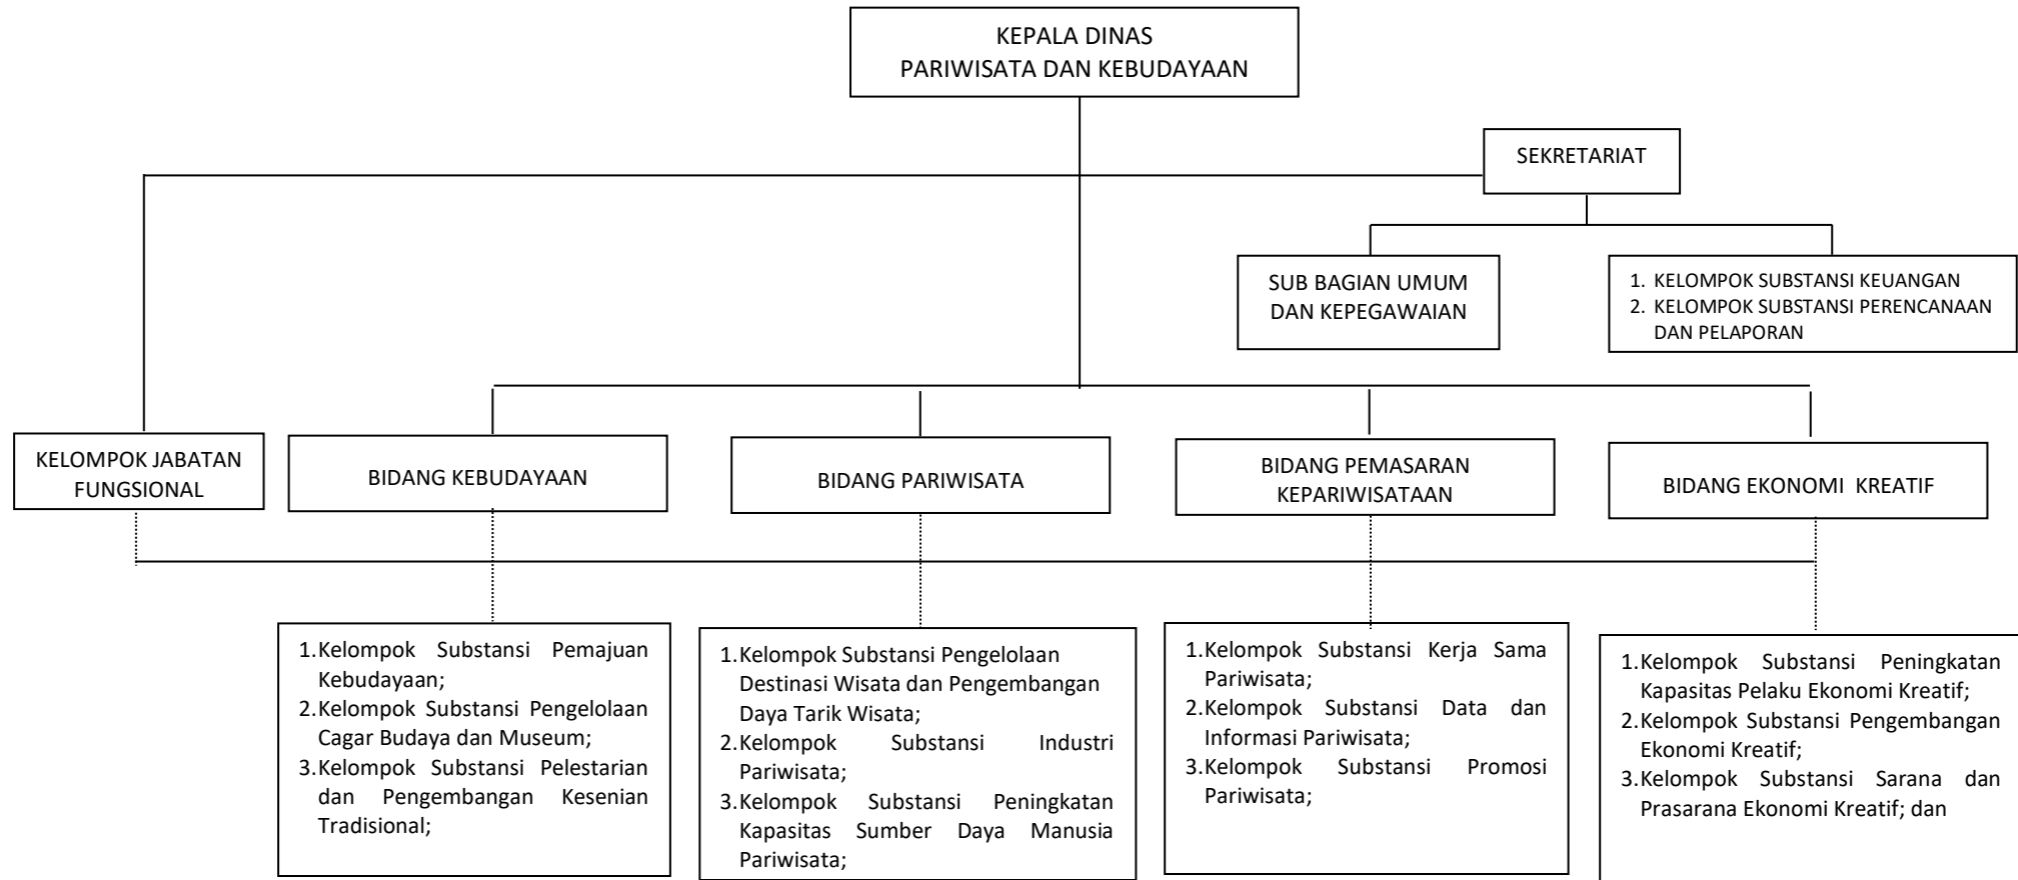 KEPALA DINAS
PARIWISATA DAN KEBUDAYAAN
SEKRETARIAT
SUB BAGIAN UMUM
DAN KEPEGAWAIAN
1. KELOMPOK SUBSTANSI KEUANGAN
2. KELOMPOK SUBSTANSI PERENCANAAN
DAN PELAPORAN
KELOMPOK JABATAN
FUNGSIONAL
BIDANG KEBUDAYAAN
BIDANG PARIWISATA
BIDANG PEMASARAN
KEPARIWISATAAN
BIDANG EKONOMI KREATIF
1.Kelompok Substansi Pemajuan
Kebudayaan;
2.Kelompok Substansi Pengelolaan
Cagar Budaya dan Museum;
3.Kelompok Substansi Pelestarian
dan Pengembangan Kesenian
Tradisional;
1.Kelompok Substansi Pengelolaan
Destinasi Wisata dan Pengembangan
Daya Tarik Wisata;
2.Kelompok Substansi Industri
Pariwisata;
3.Kelompok Substansi Peningkatan
Kapasitas Sumber Daya Manusia
Pariwisata;
1.Kelompok Substansi Kerja Sama
Pariwisata;
2.Kelompok Substansi Data dan
Informasi Pariwisata;
3.Kelompok Substansi Promosi
Pariwisata;
1.Kelompok Substansi Peningkatan
Kapasitas Pelaku Ekonomi Kreatif;
2.Kelompok Substansi Pengembangan
Ekonomi Kreatif;
3.Kelompok Substansi Sarana dan
Prasarana Ekonomi Kreatif; dan